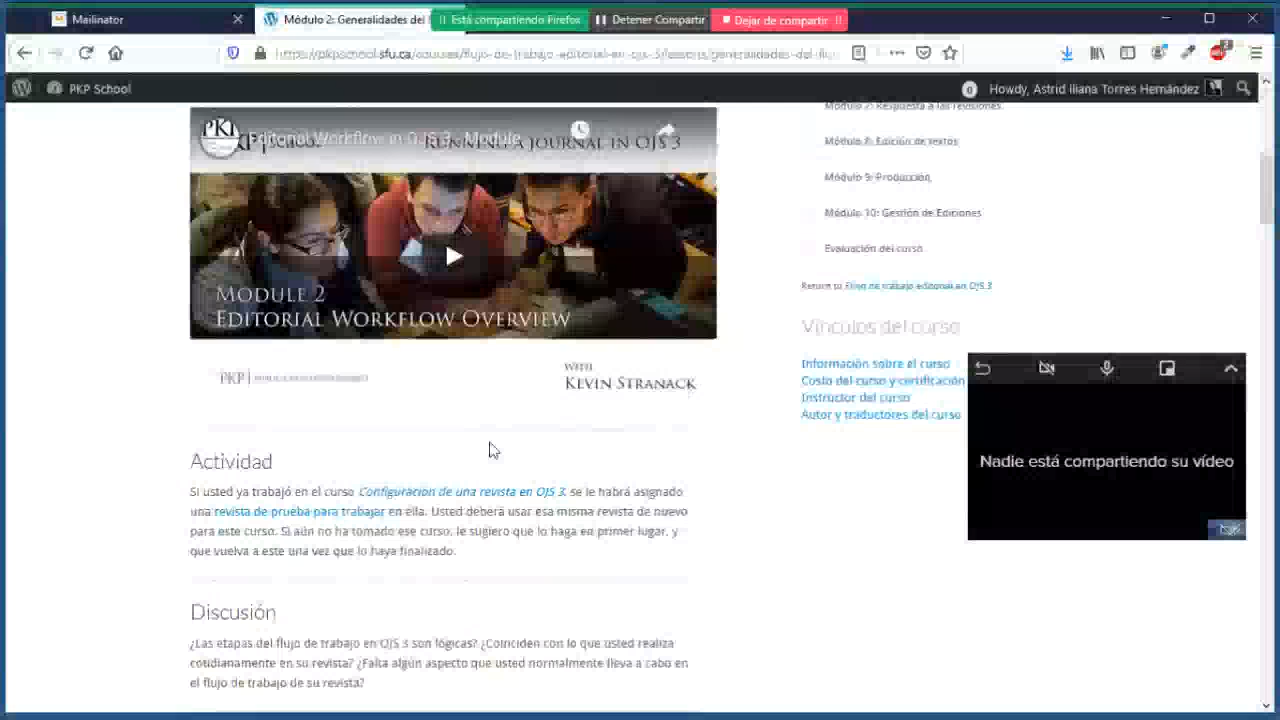 Mailinator
Módulo 2: Generalidades del
Está compartiendo Firefox
Detener Compartir
Dejar de compartir
PKP School
0
Howdy, Astrid Iliana Torres Hernández
Editorial Workflow in OJS 3 - Module
RUNNING A JOURNAL IN OJS 3
MODULE 2
EDITORIAL WORKFLOW OVERVIEW
PKP
WITH
KEVIN STRANACK
Actividad
Si usted ya trabajó en el curso Configuración de una revista en OJS 3, se le habrá asignado
una revista de prueba para trabajar en ella. Usted deberá usar esa misma revista de nuevo
para este curso. Si aún no ha tomado ese curso, le sugiero que lo haga en primer lugar, y
que vuelva a este una vez que lo haya finalizado.
Discusión
¿Las etapas del flujo de trabajo en OJS 3 son lógicas? ¿Coinciden con lo que usted realiza
cotidianamente en su revista? ¿Falta algún aspecto que usted normalmente lleva a cabo en
el flujo de trabajo de su revista?
Módulo 7: Respuesta a las revisiones
Módulo 8: Edición de textos
Módulo 9: Producción
Módulo 10: Gestión de Ediciones
Evaluación del curso
Return to Flujo de trabajo editorial en OJS 3
Vínculos del curso
Información sobre el curso
Costo del curso y certificación
Instructor del curso
Autor y traductores del curso
Nadie está compartiendo su vídeo